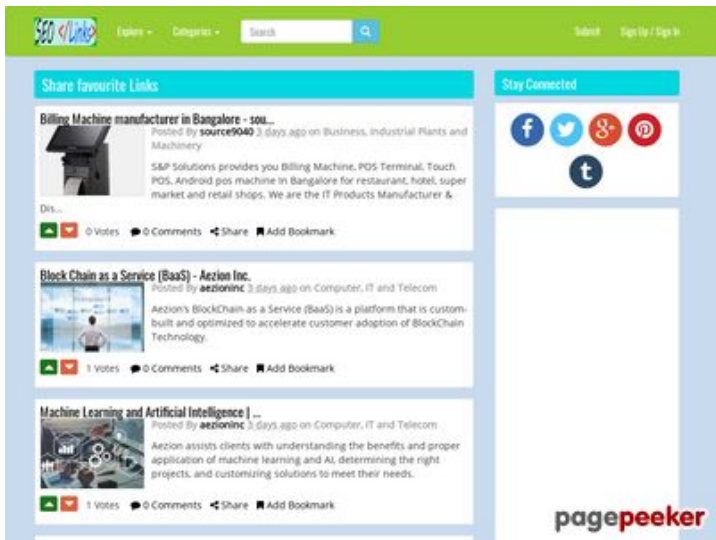 SEO </Links>
Explore
Categories
Search
Submit
Sign Up / Sign In
Share favourite Links
Billing Machine manufacturer in Bangalore - sou...
Posted By source9040 3 days ago on Business, Industrial Plants and
Machinery
S&P Solutions provides you Billing Machine, POS Terminal, Touch
POS, Android pos machine in Bangalore for restaurant, hotel, super
market and retail shops. We are the IT Products Manufacturer &
Dis...
0 Votes 0 Comments Share Add Bookmark
Block Chain as a Service (BaaS) - Aezion Inc.
Posted By aezioninc 3 days ago on Computer, IT and Telecom
Aezion's BlockChain as a Service (BaaS) is a platform that is custom-
built and optimized to accelerate customer adoption of BlockChain
Technology.
1 Votes 0 Comments Share Add Bookmark
Machine Learning and Artificial Intelligence | ...
Posted By aezioninc 3 days ago on Computer, IT and Telecom
Aezion assists clients with understanding the benefits and proper
application of machine learning and AI, determining the right
projects, and customizing solutions to meet their needs.
1 Votes 0 Comments Share Add Bookmark
Stay Connected
pagepeeker